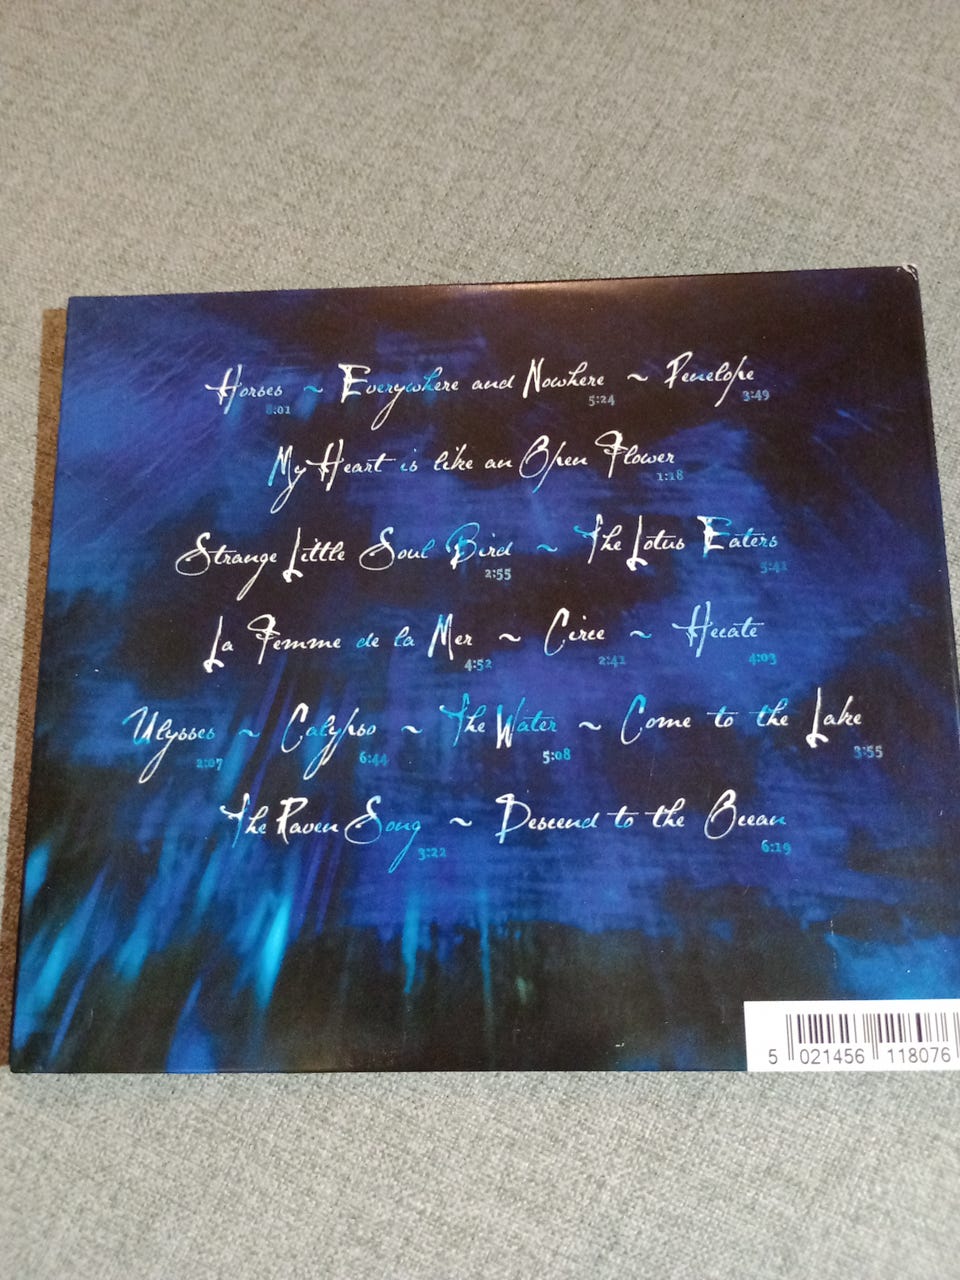 Horses ~ Everywhere and Nowhere ~ Penelope
8:01 5:24 3:49
My Heart is like an Open Flower
1:18
Strange Little Soul Bird ~ The Lotus Eaters
2:55 5:41
La Femme de la Mer ~ Circe ~ Hecate
4:52 2:41 4:03
Ulysses ~ Calypso ~ The Water ~ Come to the Lake
2:07 6:44 5:08 3:55
The Raven Song ~ Descend to the Ocean
3:22 6:19
5 021456 118076